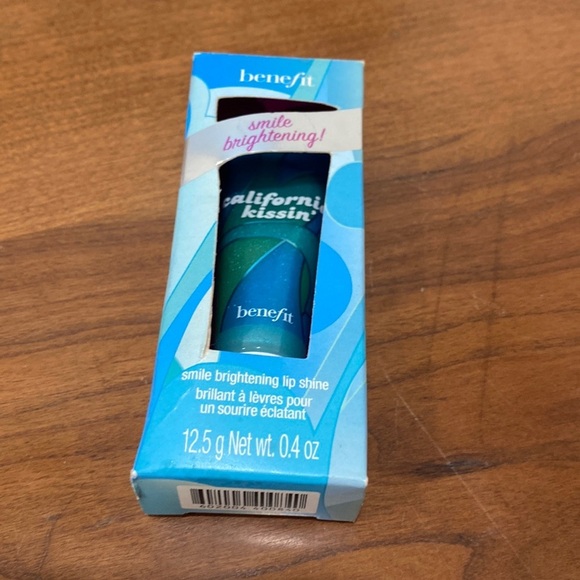 benefit
smile
brightening!
california
kissin'
benefit
smile brightening lip shine
brillant à lèvres pour
un sourire éclatant
12.5 g Net wt. 0.4 oz